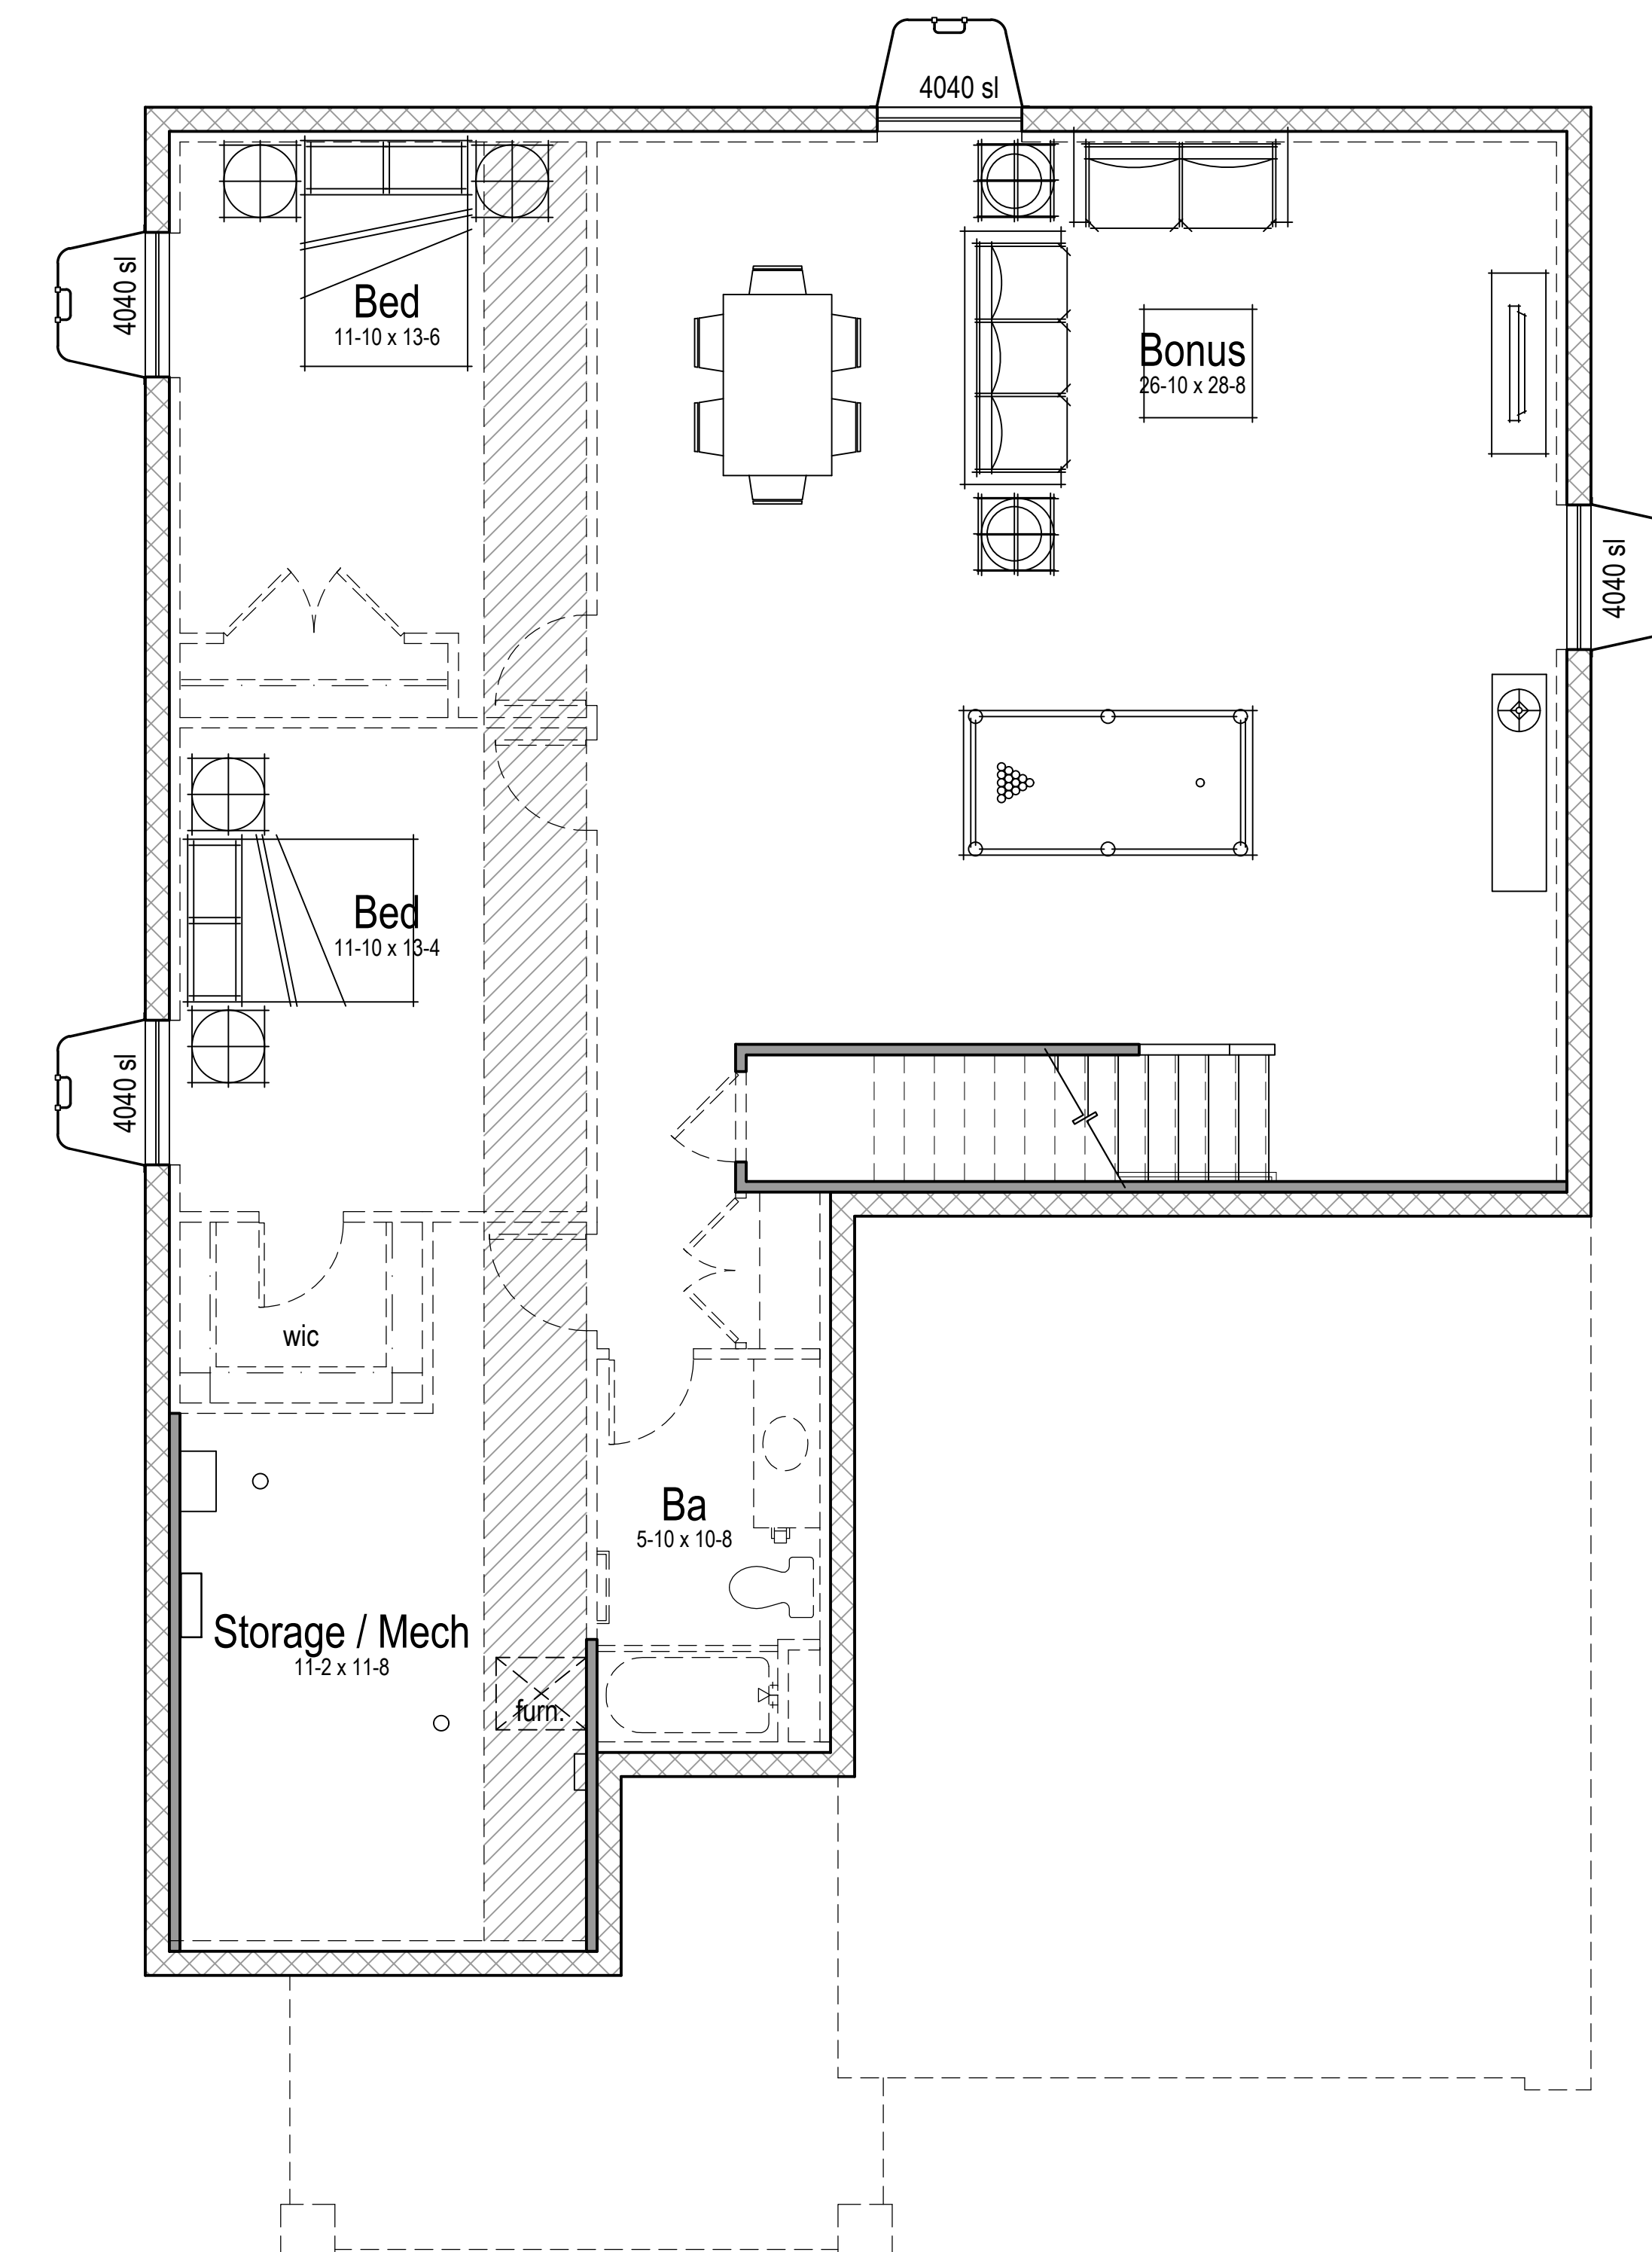 4040 sl
4040 sl
Bed
11-10 x 13-6
Bonus
26-10 x 28-8
4040 sl
Bed
11-10 x 13-4
4040 sl
wic
Ba
5-10 x 10-8
Storage / Mech
11-2 x 11-8
furn.